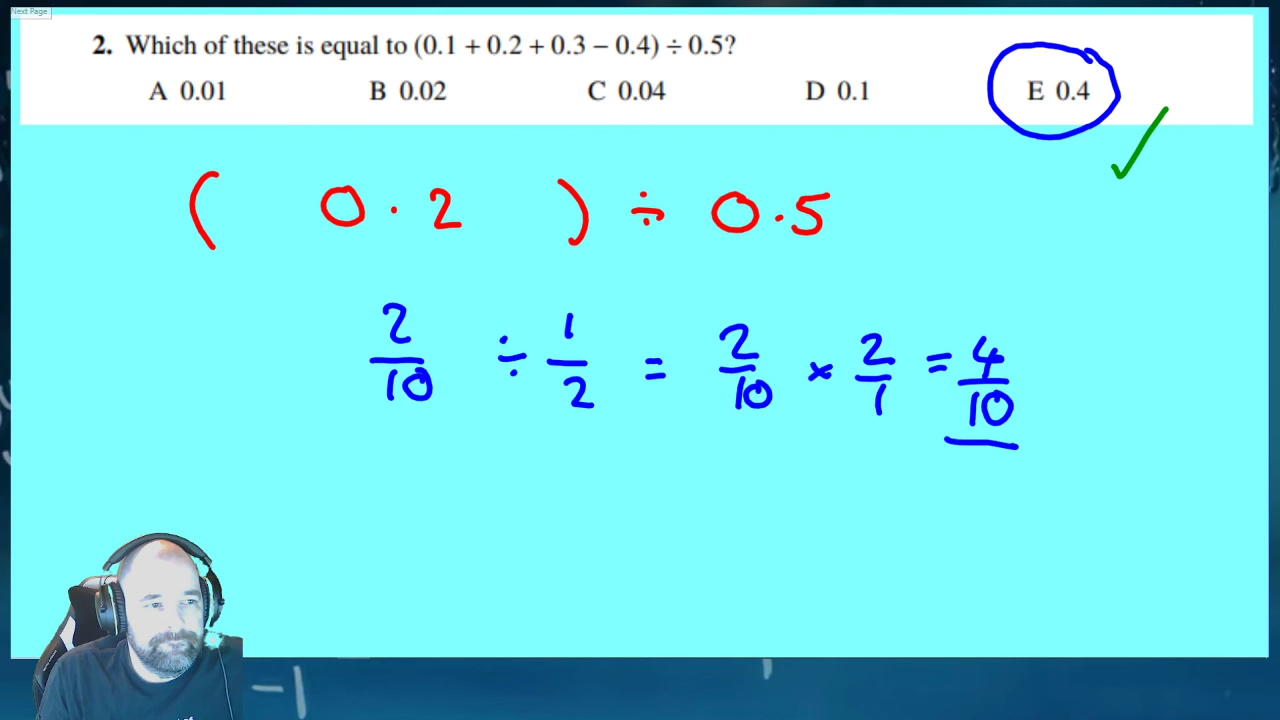 Next Page
2. Which of these is equal to (0.1 + 0.2 + 0.3 − 0.4) ÷ 0.5?
A 0.01 B 0.02 C 0.04 D 0.1 E 0.4
( 0.2 ) ÷ 0.5
2/10 ÷ 1/2 = 2/10 × 2/1 = 4/10
-1